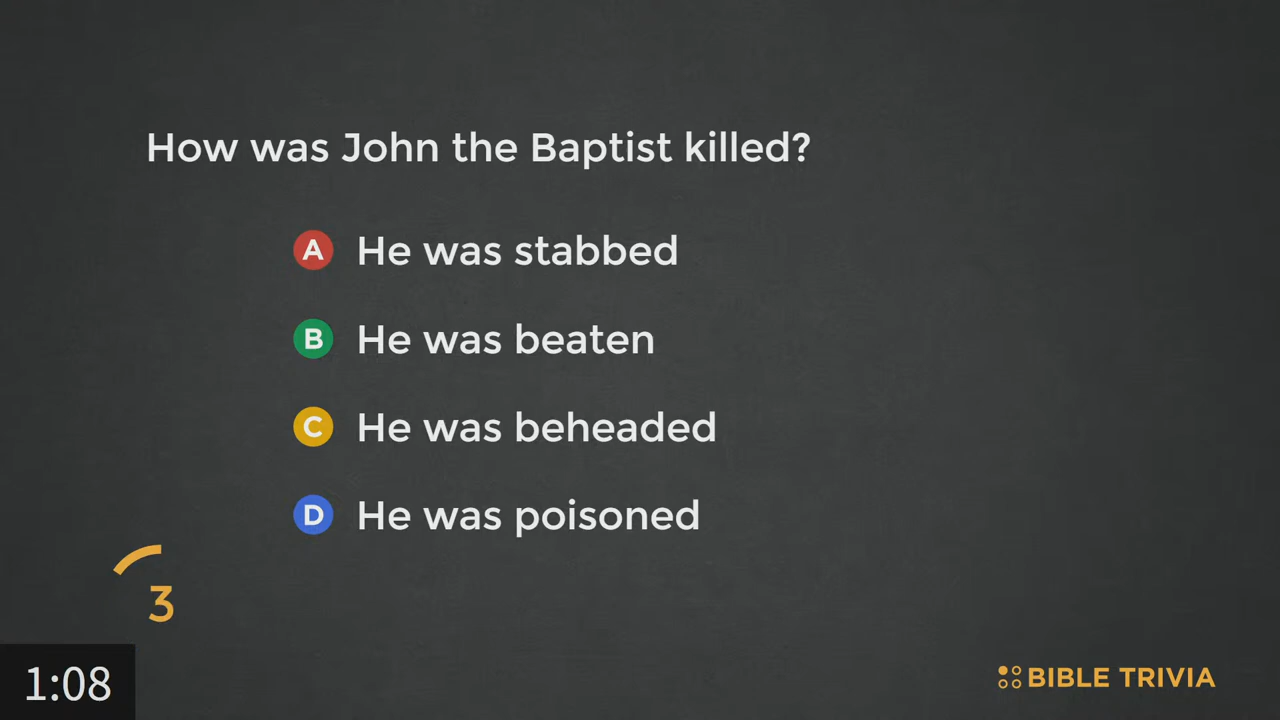 How was John the Baptist killed?
A He was stabbed
B He was beaten
C He was beheaded
D He was poisoned
3
1:08
BIBLE TRIVIA